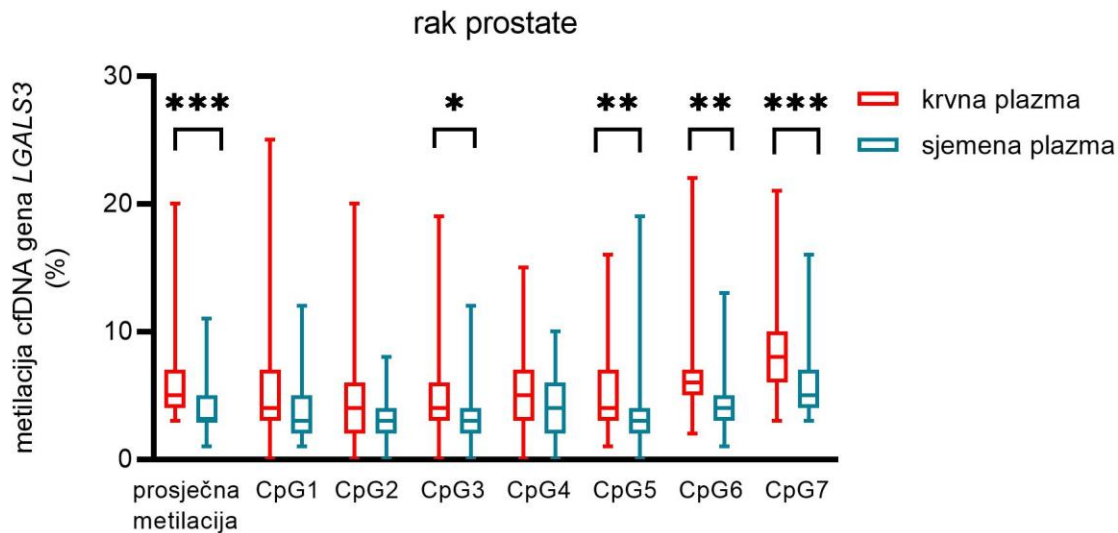 rak prostate
metilacija cfDNA gena LGALS3
(%)
30
20
10
0
*** * ** ** ***
krvna plazma
sjemena plazma
prosječna
metilacija
CpG1 CpG2 CpG3 CpG4 CpG5 CpG6 CpG7